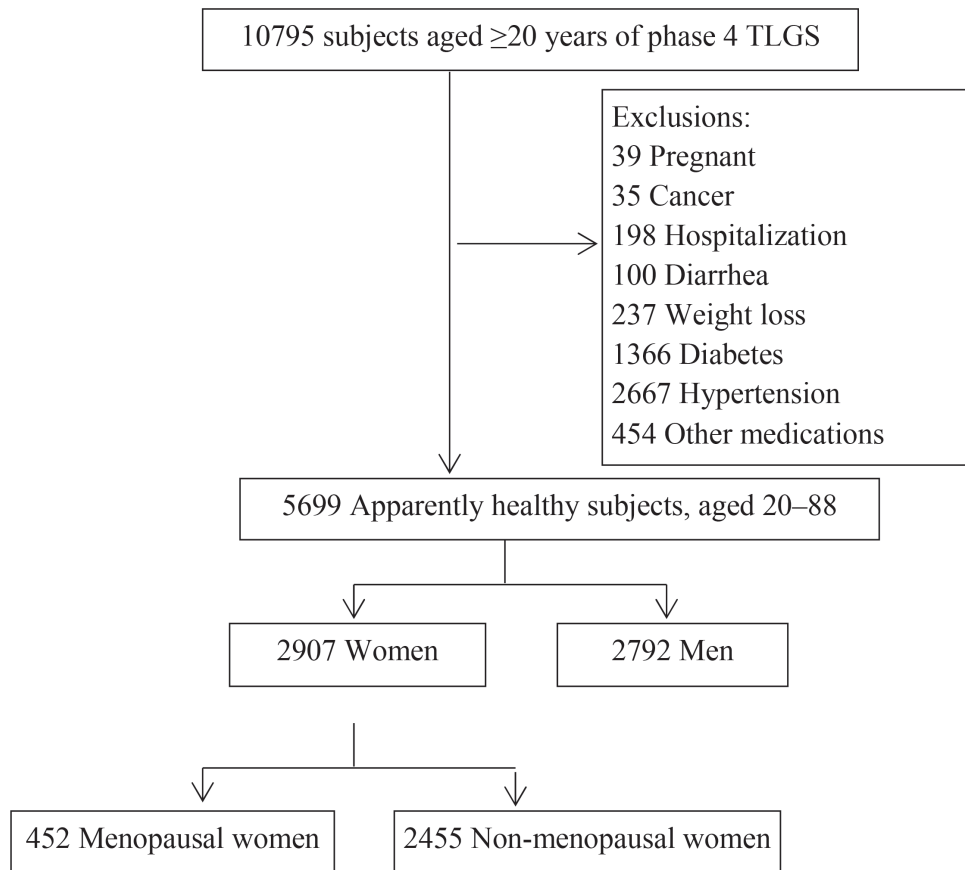 10795 subjects aged ≥20 years of phase 4 TLGS
Exclusions:
39 Pregnant
35 Cancer
198 Hospitalization
100 Diarrhea
237 Weight loss
1366 Diabetes
2667 Hypertension
454 Other medications
5699 Apparently healthy subjects, aged 20–88
2907 Women
2792 Men
452 Menopausal women
2455 Non-menopausal women